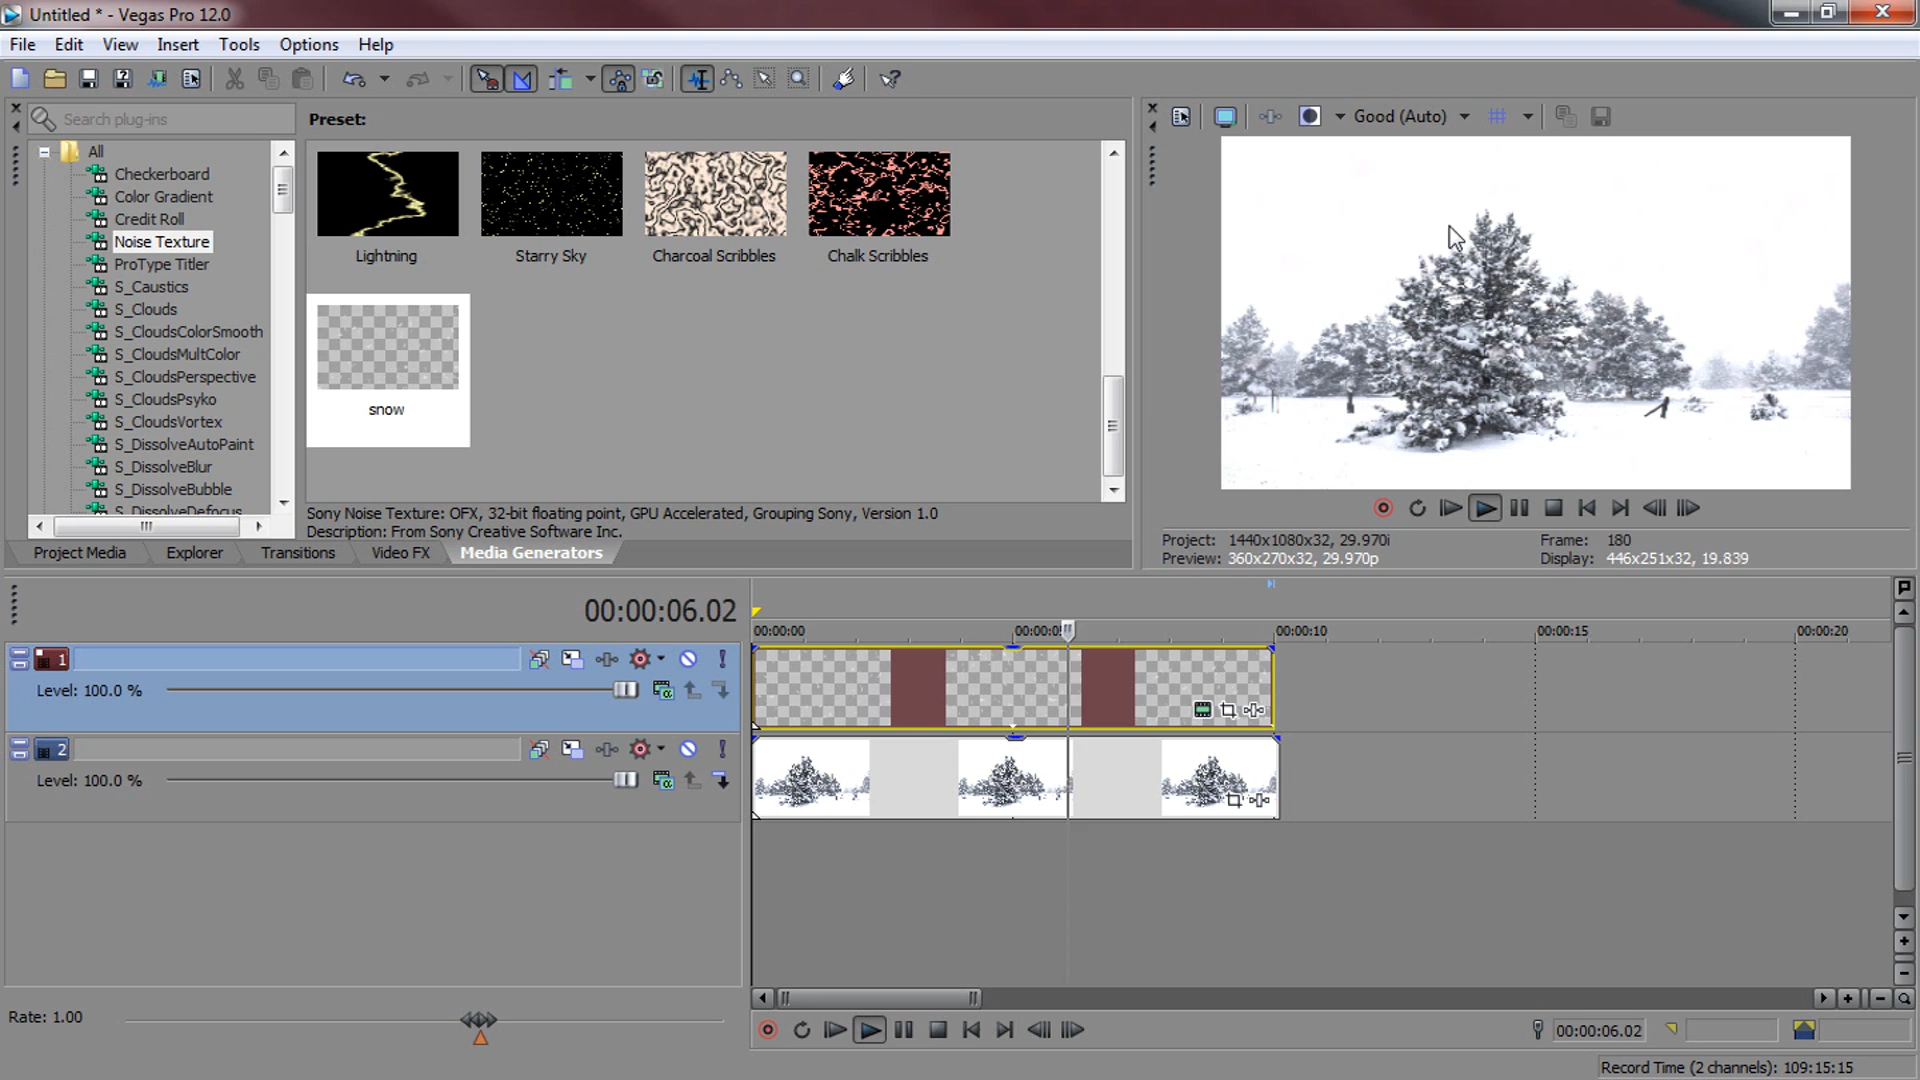 Untitled * - Vegas Pro 12.0
File Edit View Insert Tools Options Help
Search plug-ins
Preset:
Good (Auto)
All
Checkerboard
Color Gradient
Credit Roll
Noise Texture
ProType Titler
S_Caustics
S_Clouds
S_CloudsColorSmooth
S_CloudsMultColor
S_CloudsPerspective
S_CloudsPsyko
S_CloudsVortex
S_DissolveAutoPaint
S_DissolveBlur
S_DissolveBubble
S_DissolveDefocus
Lightning
Starry Sky
Charcoal Scribbles
Chalk Scribbles
snow
Sony Noise Texture: OFX, 32-bit floating point, GPU Accelerated, Grouping Sony, Version 1.0
Description: From Sony Creative Software Inc.
Project Media Explorer Transitions Video FX Media Generators
Project: 1440x1080x32, 29.970i
Frame: 180
Preview: 360x270x32, 29.970p
Display: 446x251x32, 19.839
00:00:06.02
00:00:00 00:00:10 00:00:15 00:00:20
1
Level: 100.0 %
2
Level: 100.0 %
Rate: 1.00
00:00:06.02
Record Time (2 channels): 109:15:15